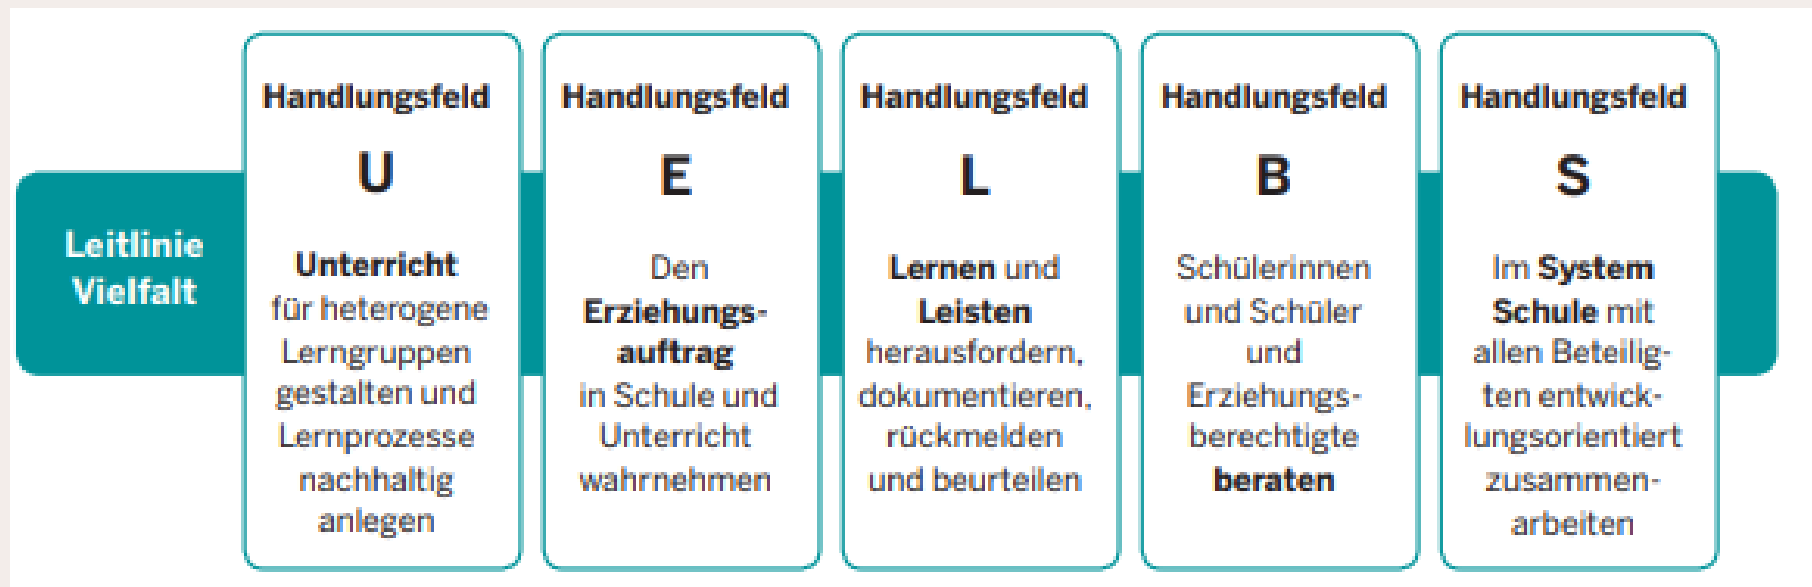 Leitlinie
Vielfalt
Handlungsfeld
U
Unterricht
für heterogene
Lerngruppen
gestalten und
Lernprozesse
nachhaltig
anlegen
Handlungsfeld
E
Den
Erziehungs-
auftrag
in Schule und
Unterricht
wahrnehmen
Handlungsfeld
L
Lernen und
Leisten
herausfordern,
dokumentieren,
rückmelden
und beurteilen
Handlungsfeld
B
Schülerinnen
und Schüler
und
Erziehungs-
berechtigte
beraten
Handlungsfeld
S
Im System
Schule mit
allen Beteilig-
ten entwick-
lungsorientiert
zusammen-
arbeiten